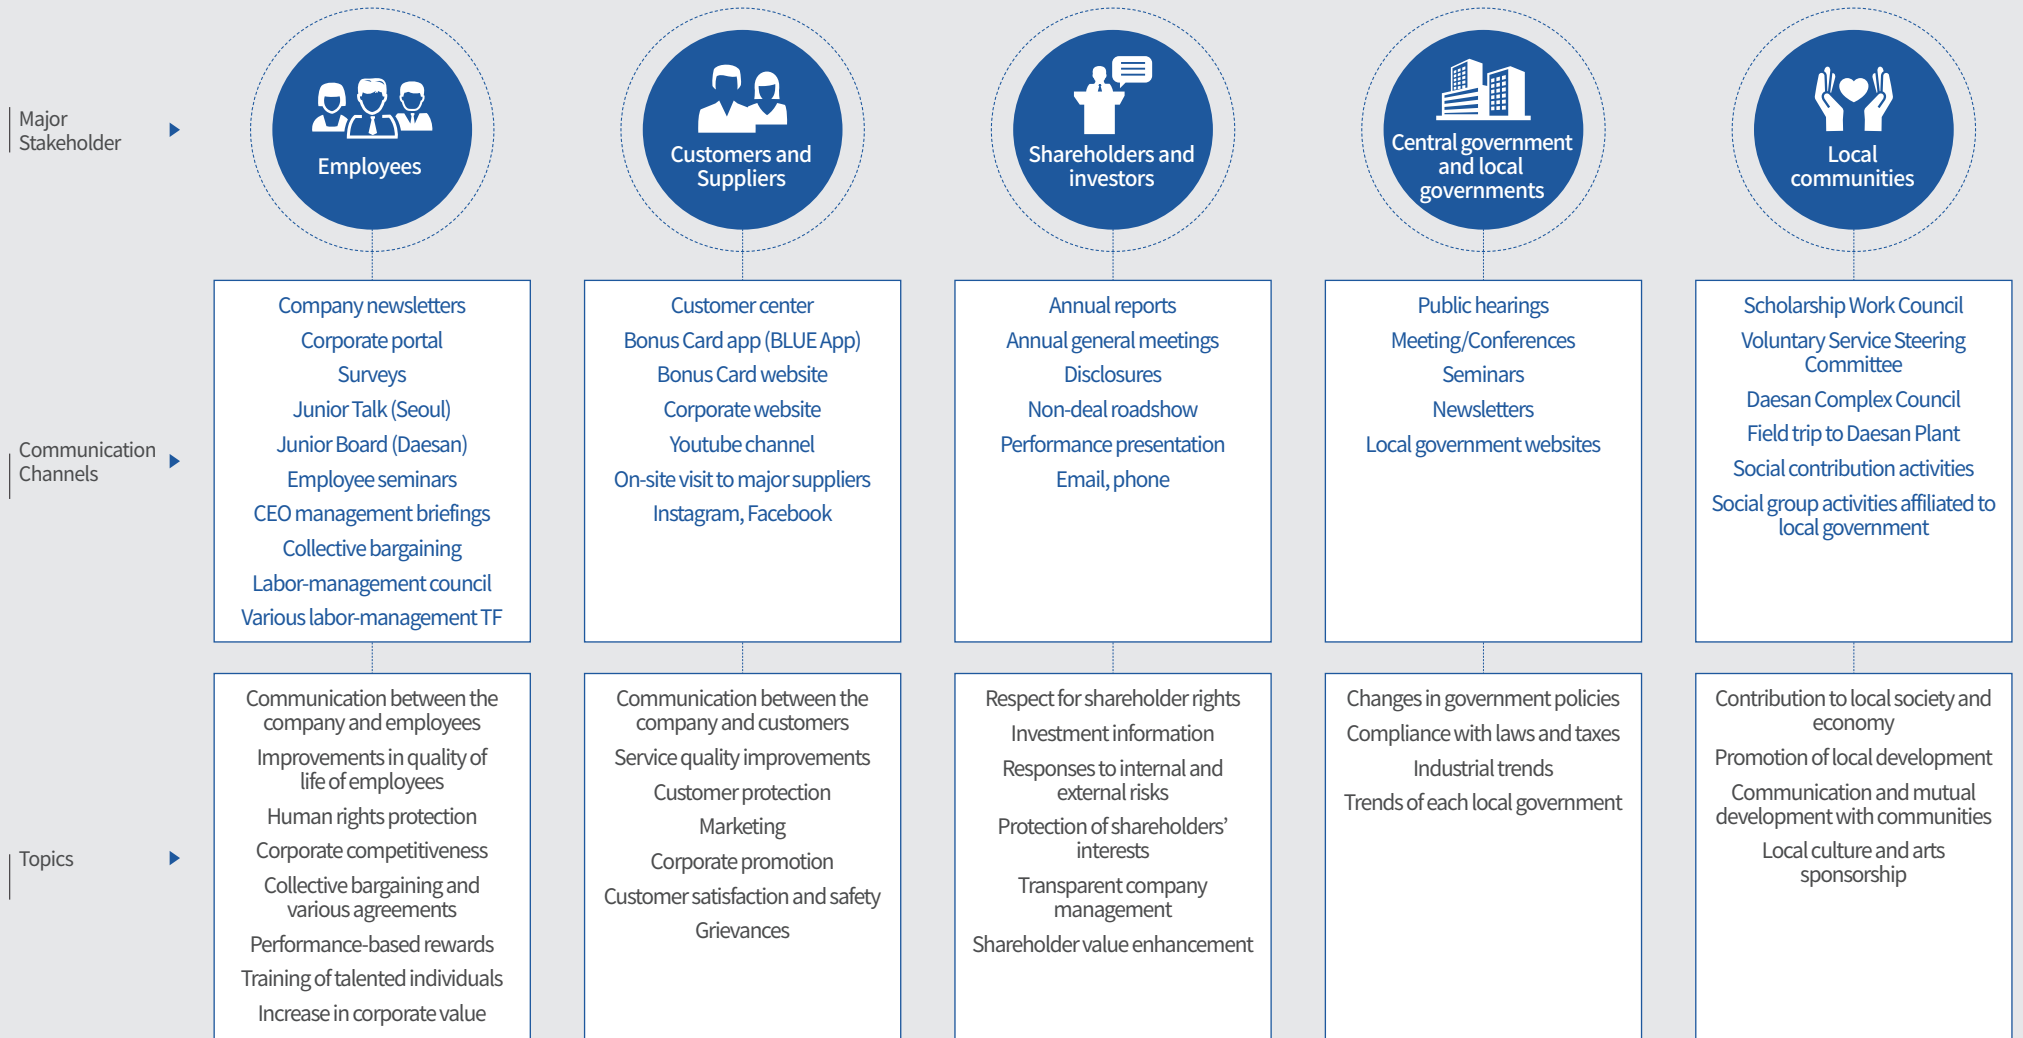 Major
Stakeholder
Employees
Customers and
Suppliers
Shareholders and
investors
Central government
and local
governments
Local
communities
Communication
Channels
Company newsletters
Corporate portal
Surveys
Junior Talk (Seoul)
Junior Board (Daesan)
Employee seminars
CEO management briefings
Collective bargaining
Labor-management council
Various labor-management TF
Customer center
Bonus Card app (BLUE App)
Bonus Card website
Corporate website
Youtube channel
On-site visit to major suppliers
Instagram, Facebook
Annual reports
Annual general meetings
Disclosures
Non-deal roadshow
Performance presentation
Email, phone
Public hearings
Meeting/Conferences
Seminars
Newsletters
Local government websites
Scholarship Work Council
Voluntary Service Steering
Committee
Daesan Complex Council
Field trip to Daesan Plant
Social contribution activities
Social group activities affiliated to
local government
Topics
Communication between the
company and employees
Improvements in quality of
life of employees
Human rights protection
Corporate competitiveness
Collective bargaining and
various agreements
Performance-based rewards
Training of talented individuals
Increase in corporate value
Communication between the
company and customers
Service quality improvements
Customer protection
Marketing
Corporate promotion
Customer satisfaction and safety
Grievances
Respect for shareholder rights
Investment information
Responses to internal and
external risks
Protection of shareholders’
interests
Transparent company
management
Shareholder value enhancement
Changes in government policies
Compliance with laws and taxes
Industrial trends
Trends of each local government
Contribution to local society and
economy
Promotion of local development
Communication and mutual
development with communities
Local culture and arts
sponsorship